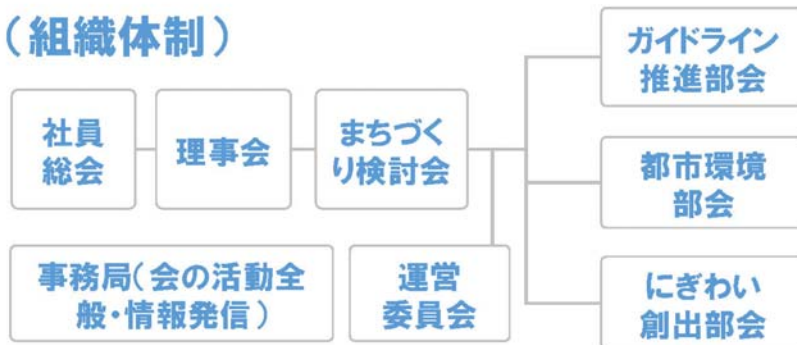 （組織体制）
社員
総会
理事会
まちづく
り検討会
ガイドライン
推進部会
都市環境
部会
事務局（会の活動全
般・情報発信）
運営
委員会
にぎわい
創出部会